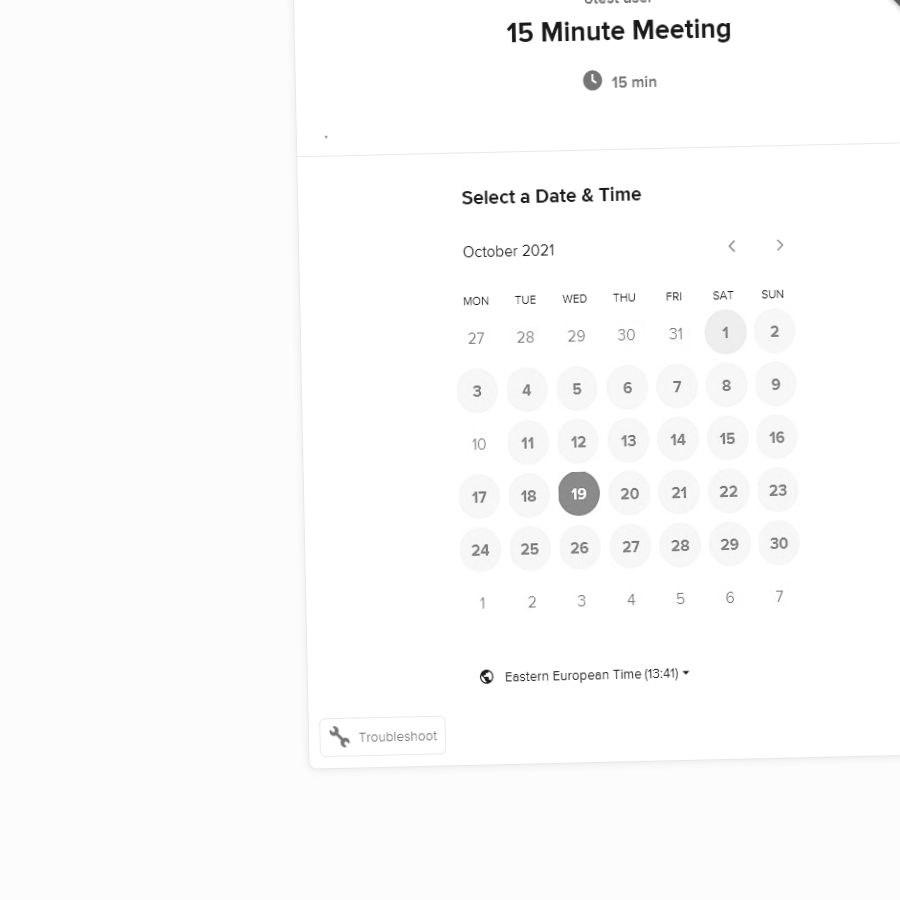 15 Minute Meeting
15 min
.
Select a Date & Time
October 2021
MON TUE WED THU FRI SAT SUN
27 28 29 30 31 1 2
3 4 5 6 7 8 9
10 11 12 13 14 15 16
17 18 19 20 21 22 23
24 25 26 27 28 29 30
1 2 3 4 5 6 7
Eastern European Time (13:41)
Troubleshoot